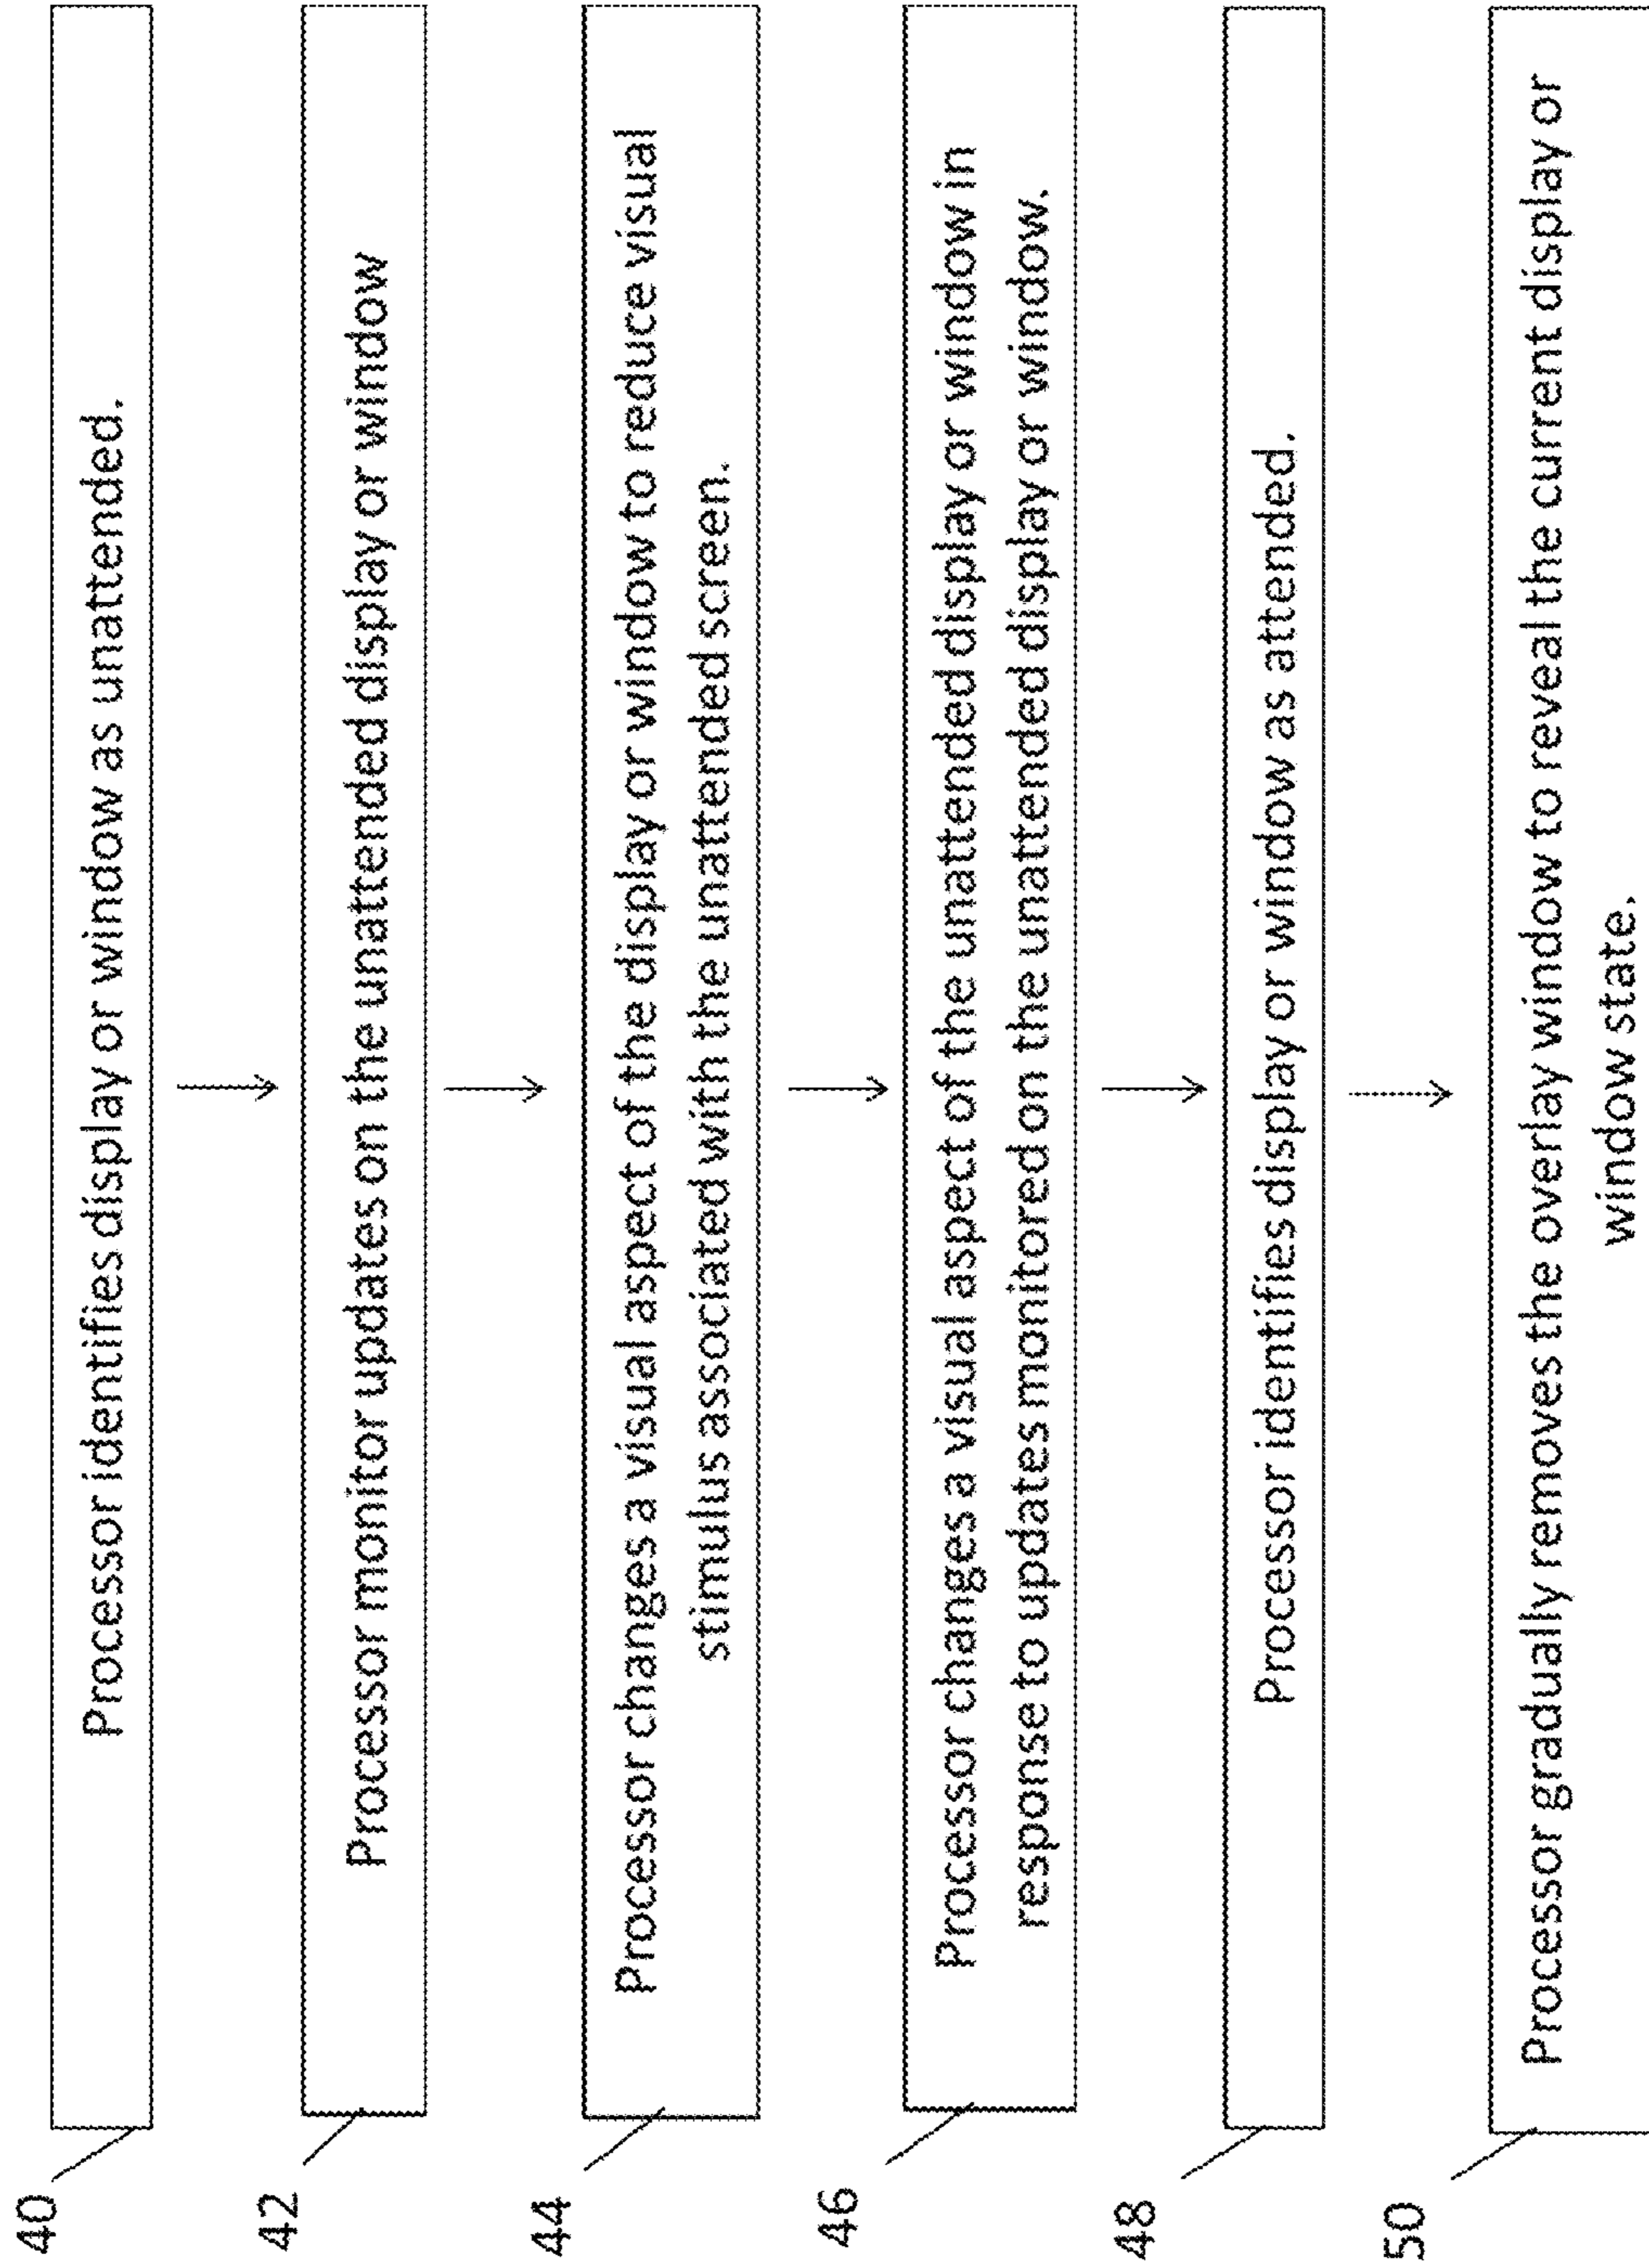 40
Processor identifies display or window as unattended.
42
Processor monitor updates on the unattended display or window
44
Processor changes a visual aspect of the display or window to reduce visual
stimulus associated with the unattended screen.
46
Processor changes a visual aspect of the unattended display or window in
response to updates monitored on the unattended display or window.
48
Processor identifies display or window as attended.
50
Processor gradually removes the overlay window to reveal the current display or
window state.